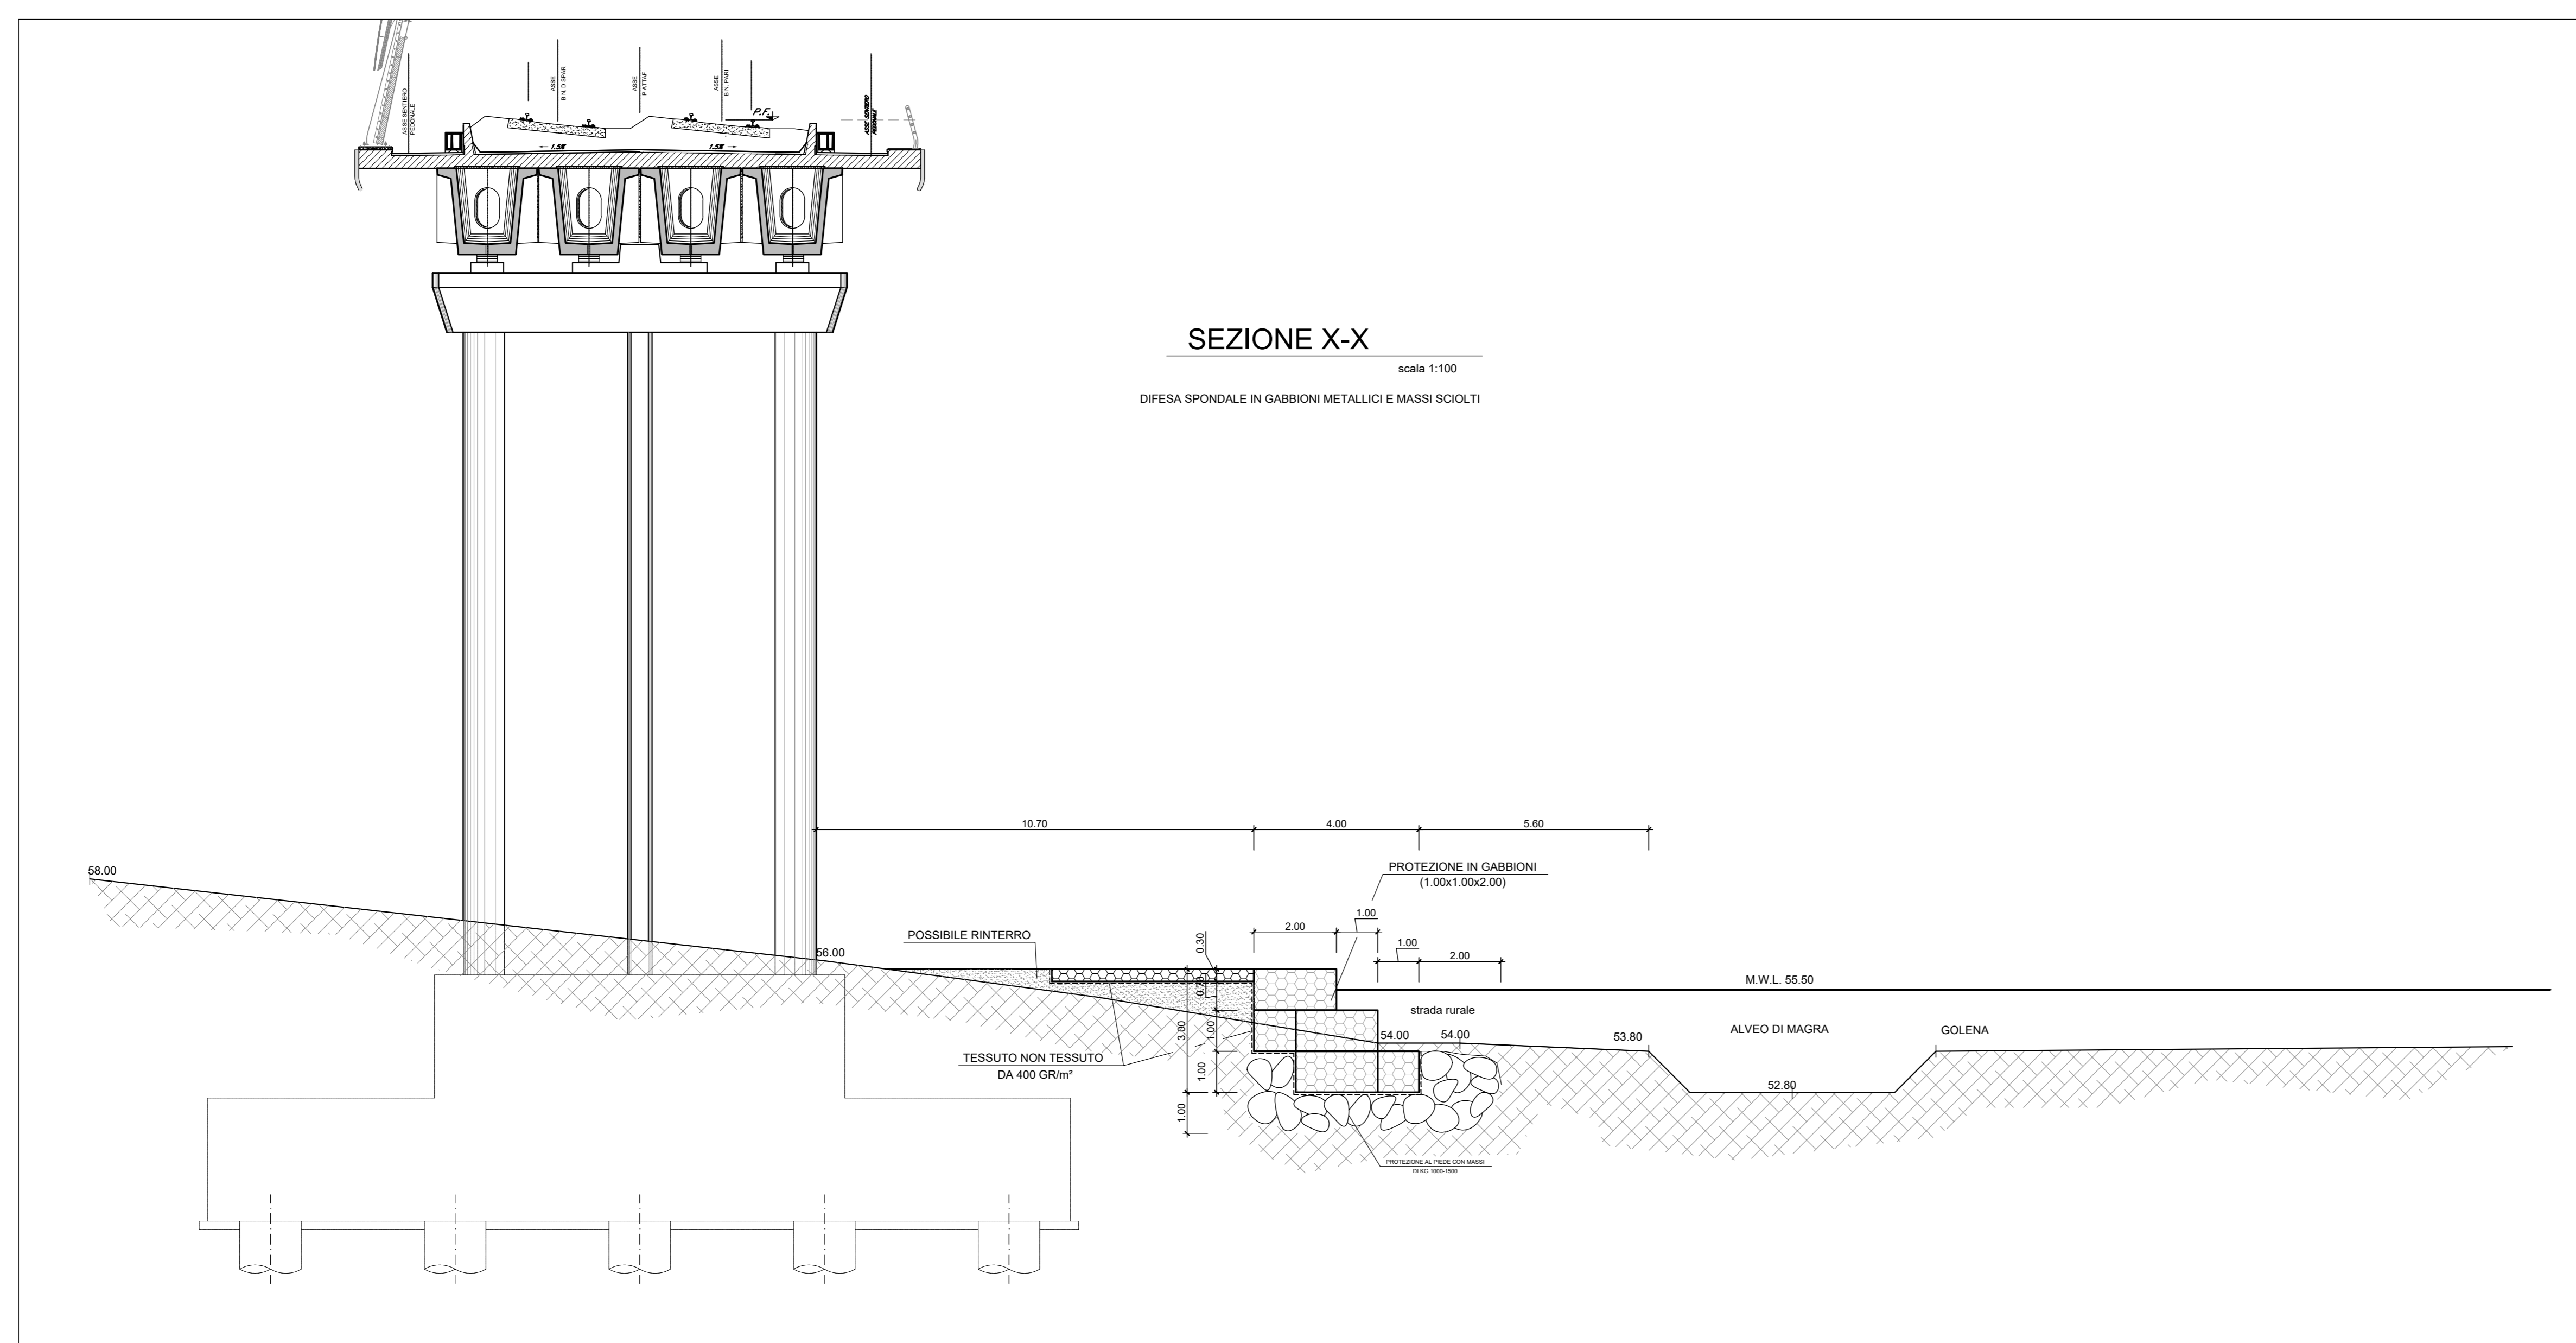 ASSE SENTIERO
PEDONALE
ASSE
BIN. DISPARI
ASSE
PIATTAF.
ASSE
BIN. PARI
P.F.
ASSE SENTIERO
PEDONALE
1.5%
1.5%
SEZIONE X-X
scala 1:100
DIFESA SPONDALE IN GABBIONI METALLICI E MASSI SCIOLTI
10.70
4.00
5.60
58.00
PROTEZIONE IN GABBIONI
(1.00x1.00x2.00)
1.00
2.00
POSSIBILE RINTERRO
0.30
1.00
2.00
56.00
M.W.L. 55.50
0.70
strada rurale
3.00
1.00
54.00
54.00
53.80
ALVEO DI MAGRA
GOLENA
TESSUTO NON TESSUTO
DA 400 GR/m²
1.00
52.80
1.00
PROTEZIONE AL PIEDE CON MASSI
DI KG 1000-1500